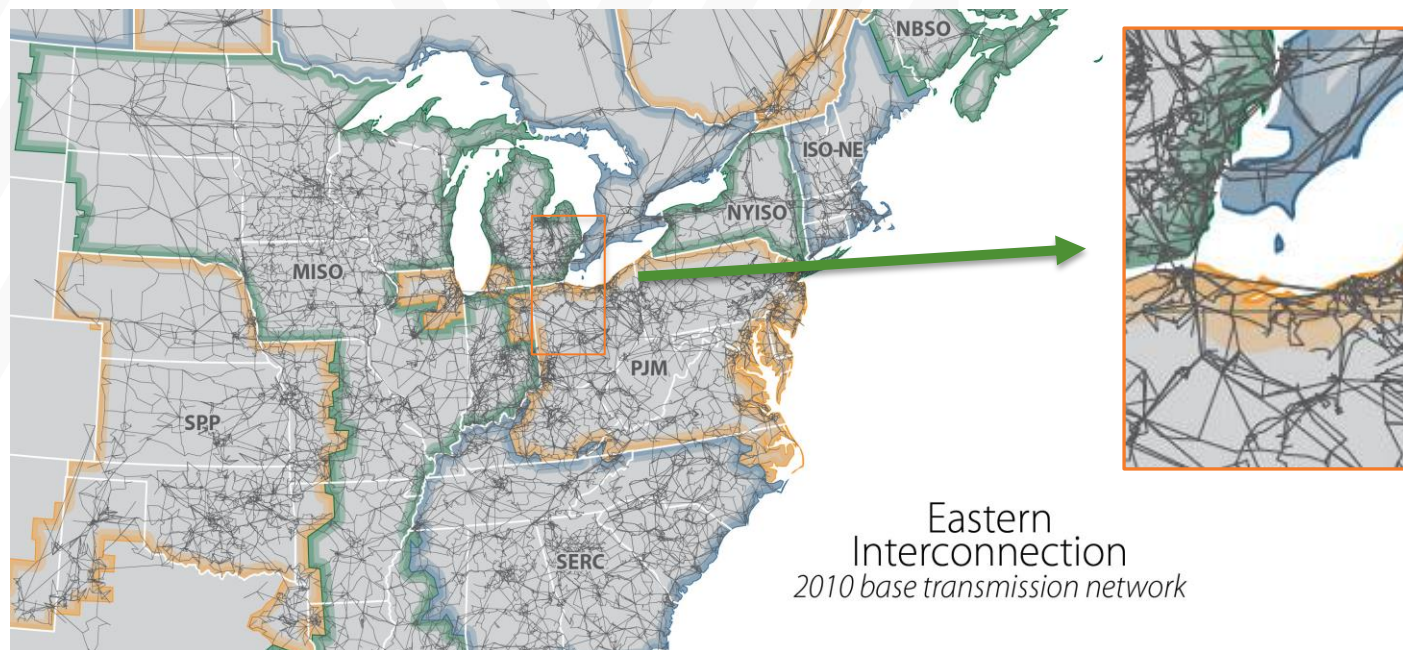 NBSO
ISO-NE
NYISO
MISO
PJM
SPP
SERC
Eastern
Interconnection
2010 base transmission network